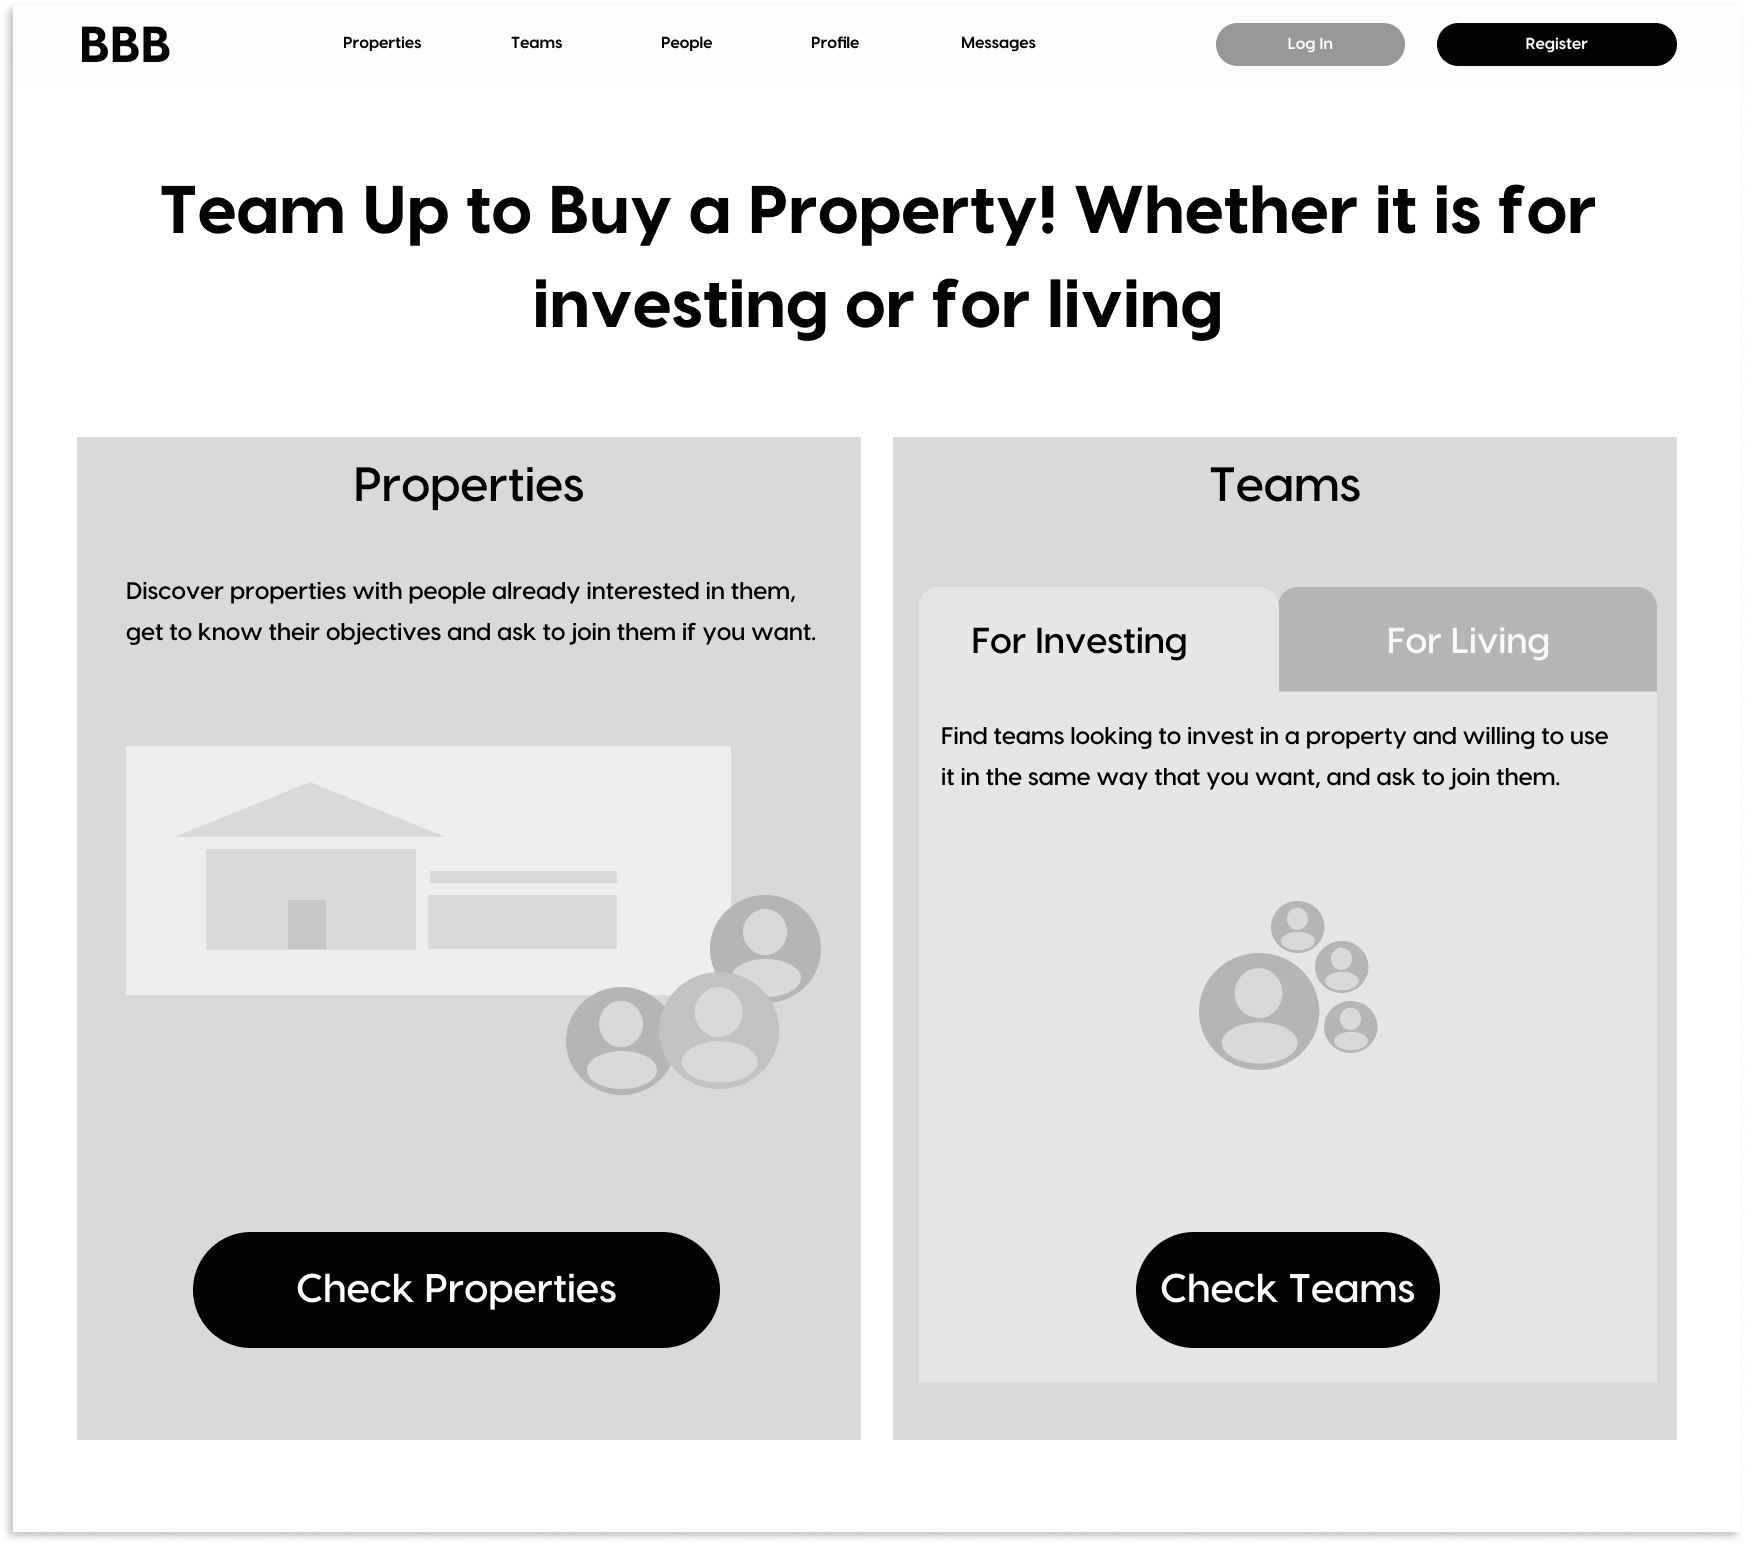 BBB
Properties
Teams
People
Profile
Messages
Log In
Register
Team Up to Buy a Property! Whether it is for
investing or for living
Properties
Discover properties with people already interested in them,
get to know their objectives and ask to join them if you want.
Check Properties
Teams
For Investing
For Living
Find teams looking to invest in a property and willing to use
it in the same way that you want, and ask to join them.
Check Teams